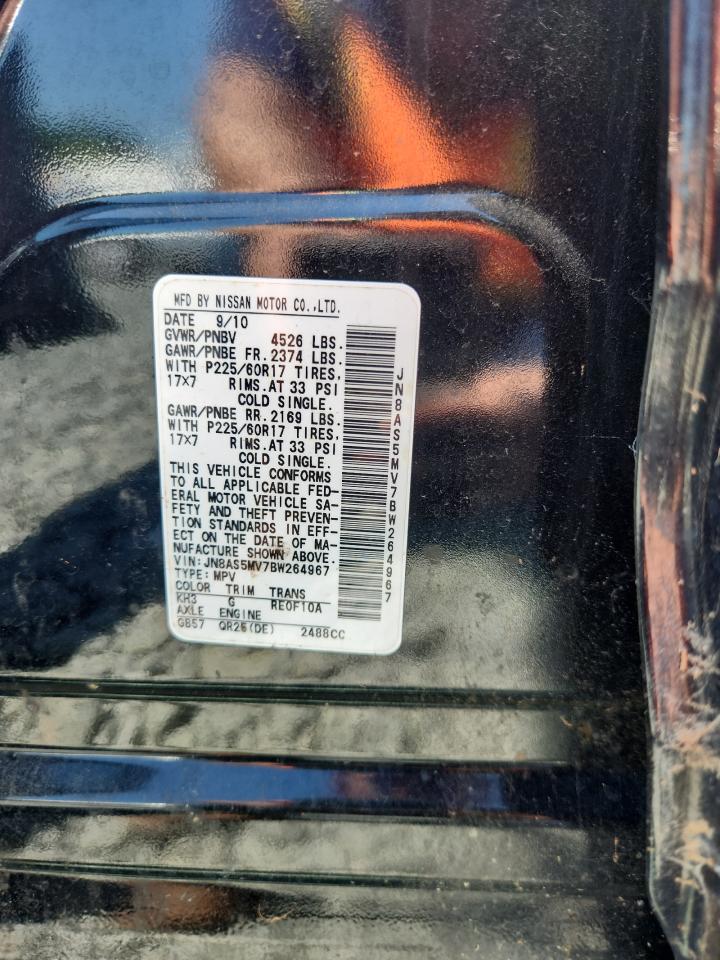 MFD BY NISSAN MOTOR CO.,LTD.
DATE 9/10
GVWR/PNBV 4526 LBS.
GAWR/PNBE FR. 2374 LBS.
WITH P225/60R17 TIRES,
17x7 RIMS.AT 33 PSI
COLD SINGLE.
GAWR/PNBE RR. 2169 LBS.
WITH P225/60R17 TIRES,
17x7 RIMS.AT 33 PSI
COLD SINGLE.
THIS VEHICLE CONFORMS
TO ALL APPLICABLE FED-
ERAL MOTOR VEHICLE SA-
FETY AND THEFT PREVEN-
TION STANDARDS IN EFF-
ECT ON THE DATE OF MA-
NUFACTURE SHOWN ABOVE.
VIN:JN8AS5MV7BW264967
TYPE:MPV
COLOR TRIM TRANS
KH3 G RE0F10A
AXLE ENGINE
GB57 QR25(DE) 2488CC
JN8AS5MV7BW264967